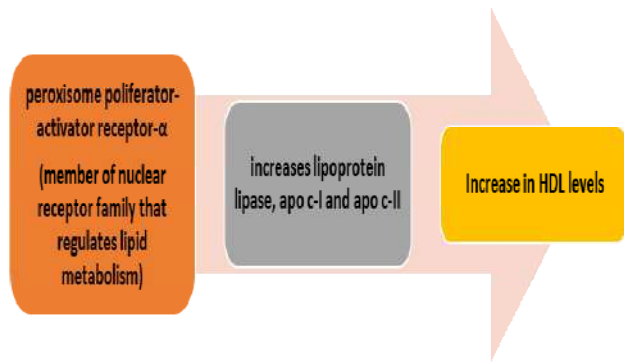 peroxisome poliferator-
activator receptor-α
(member of nuclear
receptor family that
regulates lipid
metabolism)
increases lipoprotein
lipase, apo c-I and apo c-II
Increase in HDL levels